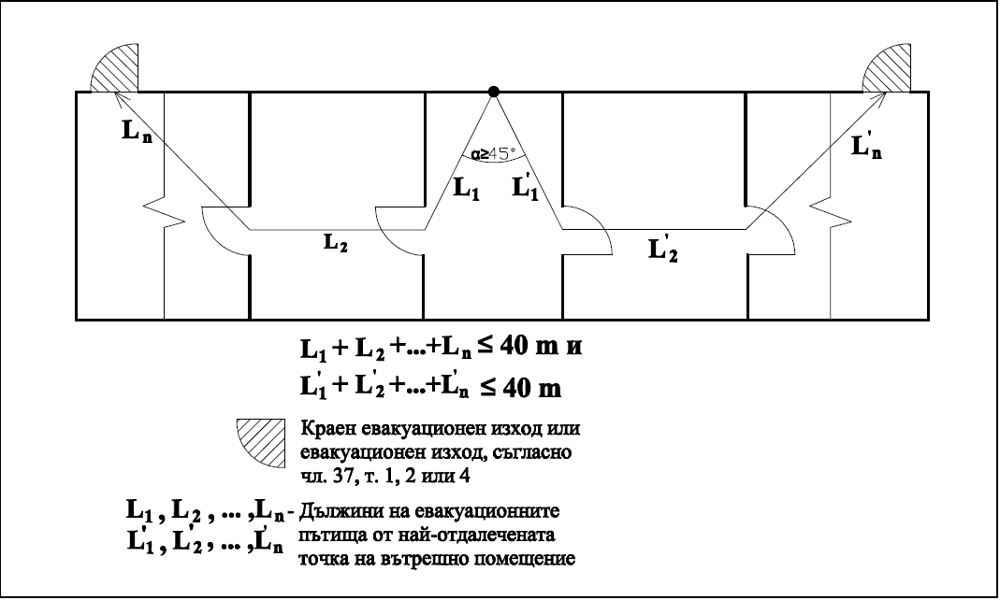 Lₙ
L'ₙ
α≥45°
L₁
L'₁
L₂
L'₂
L₁ + L₂ +...+Lₙ ≤ 40 m и
L'₁ + L'₂ +...+L'ₙ ≤ 40 m
Краен евакуационен изход или
евакуационен изход, съгласно
чл. 37, т. 1, 2 или 4
L₁ , L₂ , ... ,Lₙ - Дължини на евакуационните
L'₁ , L'₂ , ... ,L'ₙ пътища от най-отдалечената
точка на вътрешно помещение